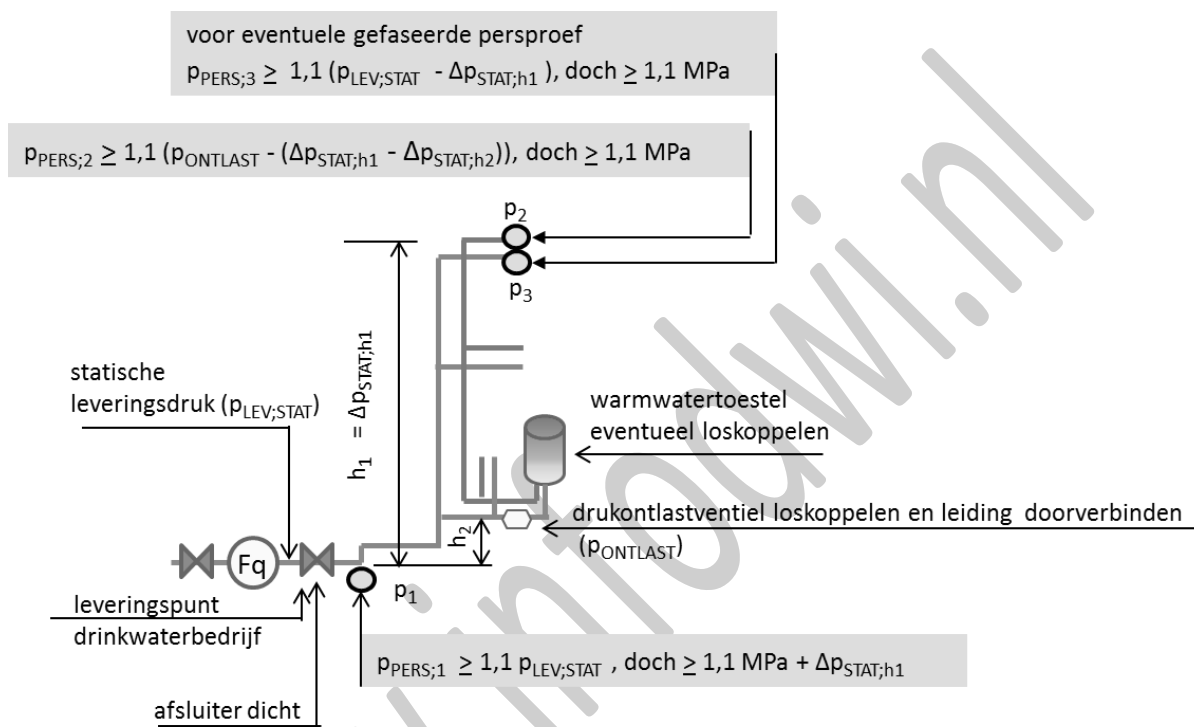 voor eventuele gefaseerde persproef
pPERS;3 ≥ 1,1 (pLEV;STAT - ΔpSTAT;h1 ), doch ≥ 1,1 MPa
pPERS;2 ≥ 1,1 (pONTLAST - (ΔpSTAT;h1 - ΔpSTAT;h2)), doch ≥ 1,1 MPa
p2
p3
h1 = ΔpSTAT;h1
statische
leveringsdruk (pLEV;STAT)
warmwatertoestel
eventueel loskoppelen
drukontlastventiel loskoppelen en leiding doorverbinden
(pONTLAST)
h2
Fq
p1
leveringspunt
drinkwaterbedrijf
pPERS;1 ≥ 1,1 pLEV;STAT , doch ≥ 1,1 MPa + ΔpSTAT;h1
afsluiter dicht
infodwi.nl